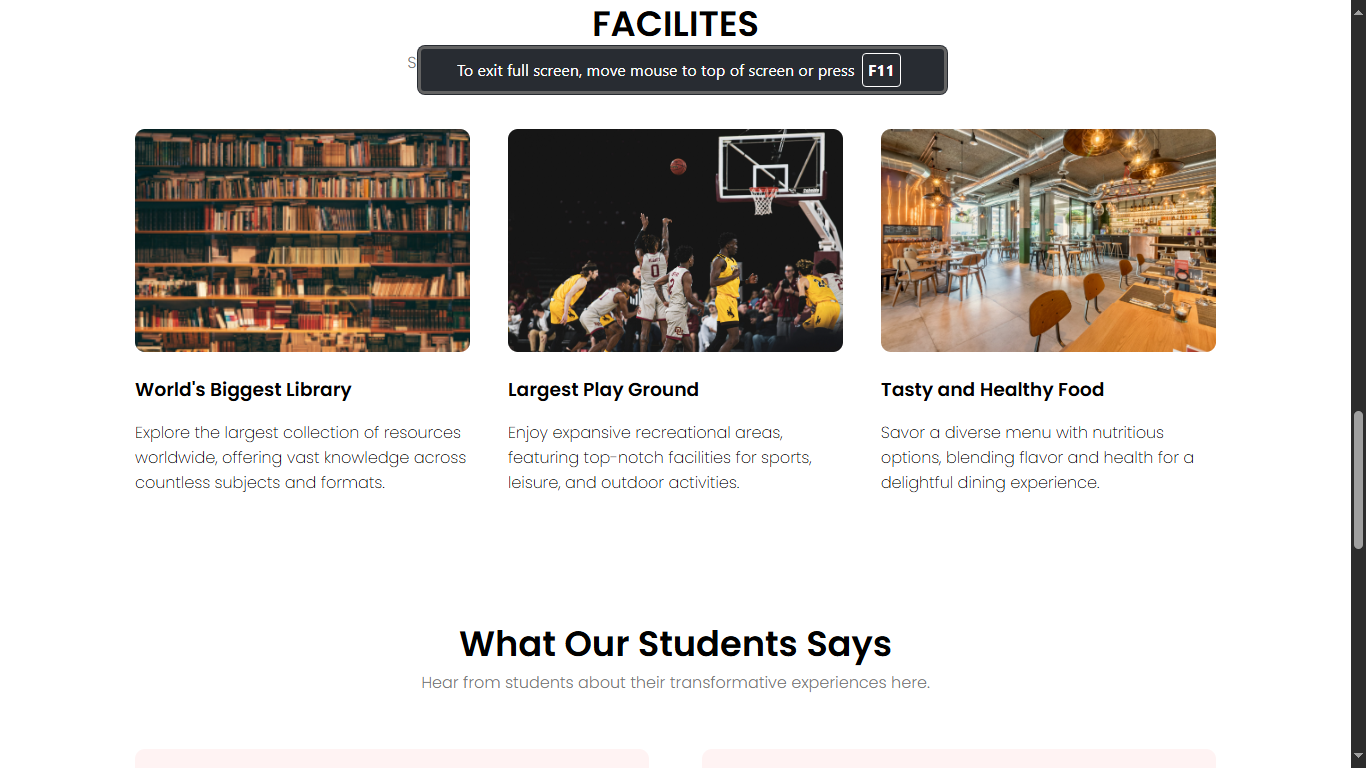 FACILITES
To exit full screen, move mouse to top of screen or press F11
World's Biggest Library
Explore the largest collection of resources
worldwide, offering vast knowledge across
countless subjects and formats.
Largest Play Ground
Enjoy expansive recreational areas,
featuring top-notch facilities for sports,
leisure, and outdoor activities.
Tasty and Healthy Food
Savor a diverse menu with nutritious
options, blending flavor and health for a
delightful dining experience.
What Our Students Says
Hear from students about their transformative experiences here.